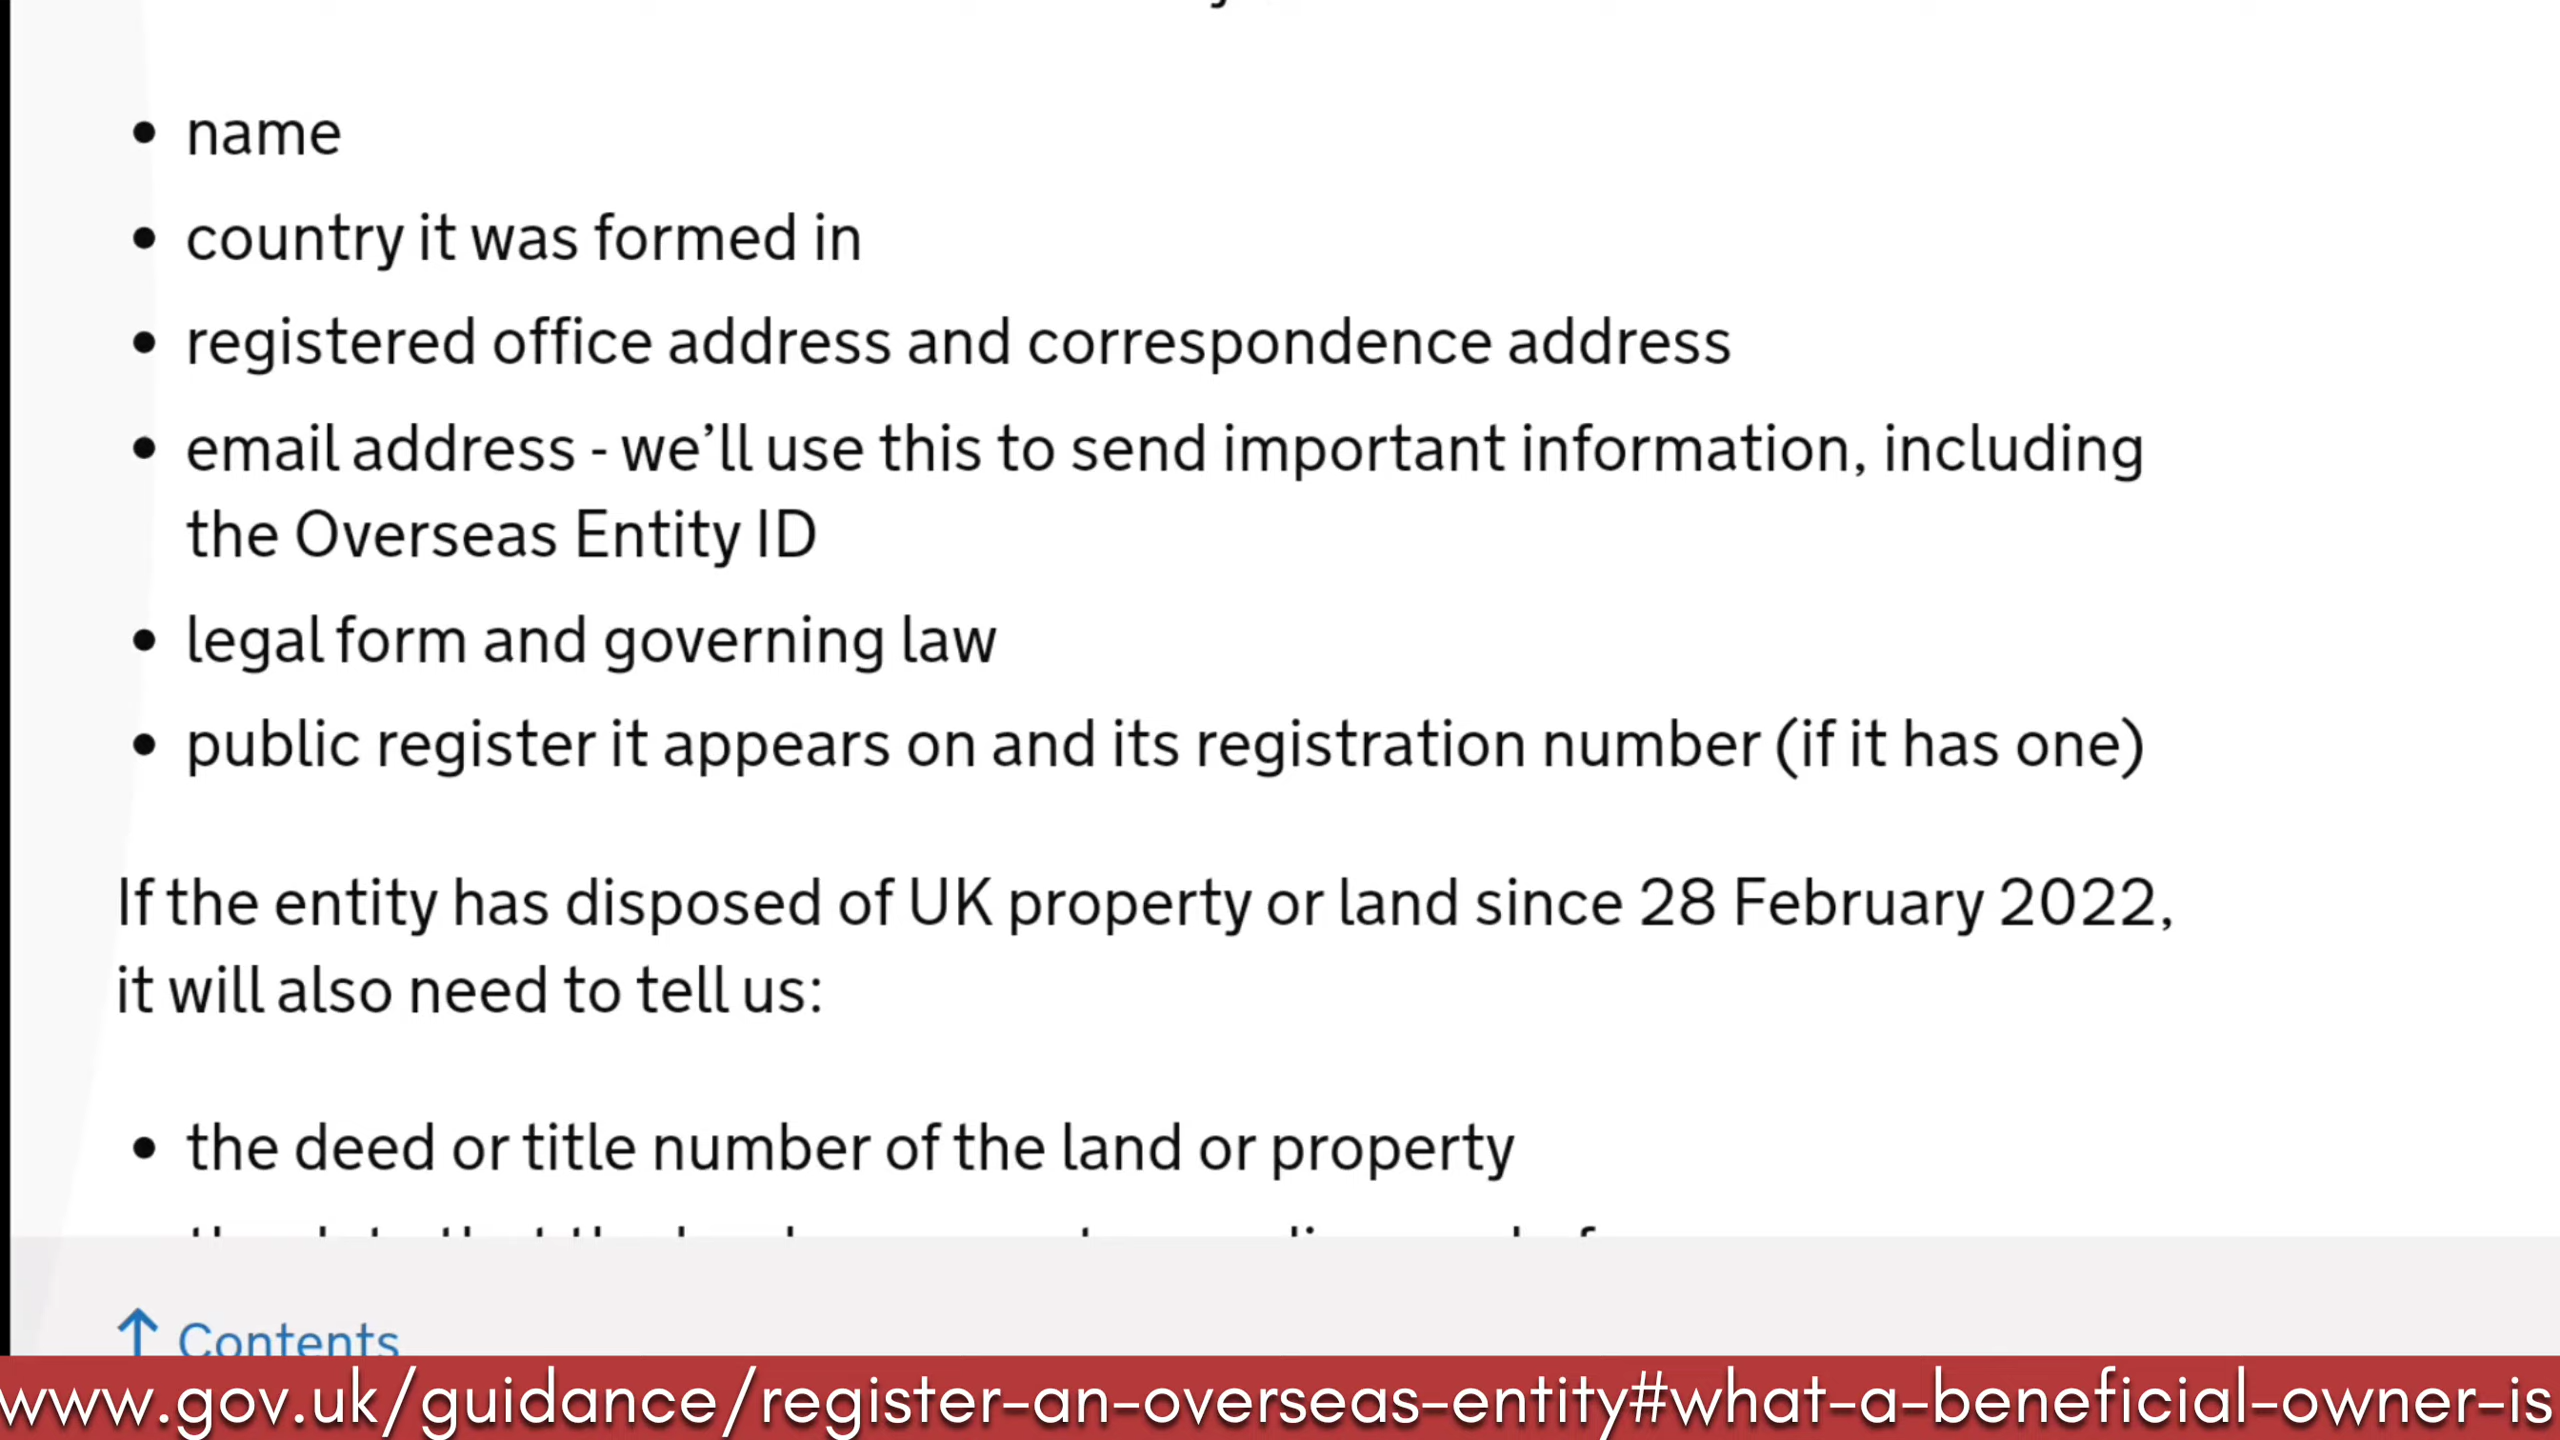 • name
• country it was formed in
• registered office address and correspondence address
• email address - we’ll use this to send important information, including
the Overseas Entity ID
• legal form and governing law
• public register it appears on and its registration number (if it has one)
If the entity has disposed of UK property or land since 28 February 2022,
it will also need to tell us:
• the deed or title number of the land or property
↑ Contents
www.gov.uk/guidance/register-an-overseas-entity#what-a-beneficial-owner-is